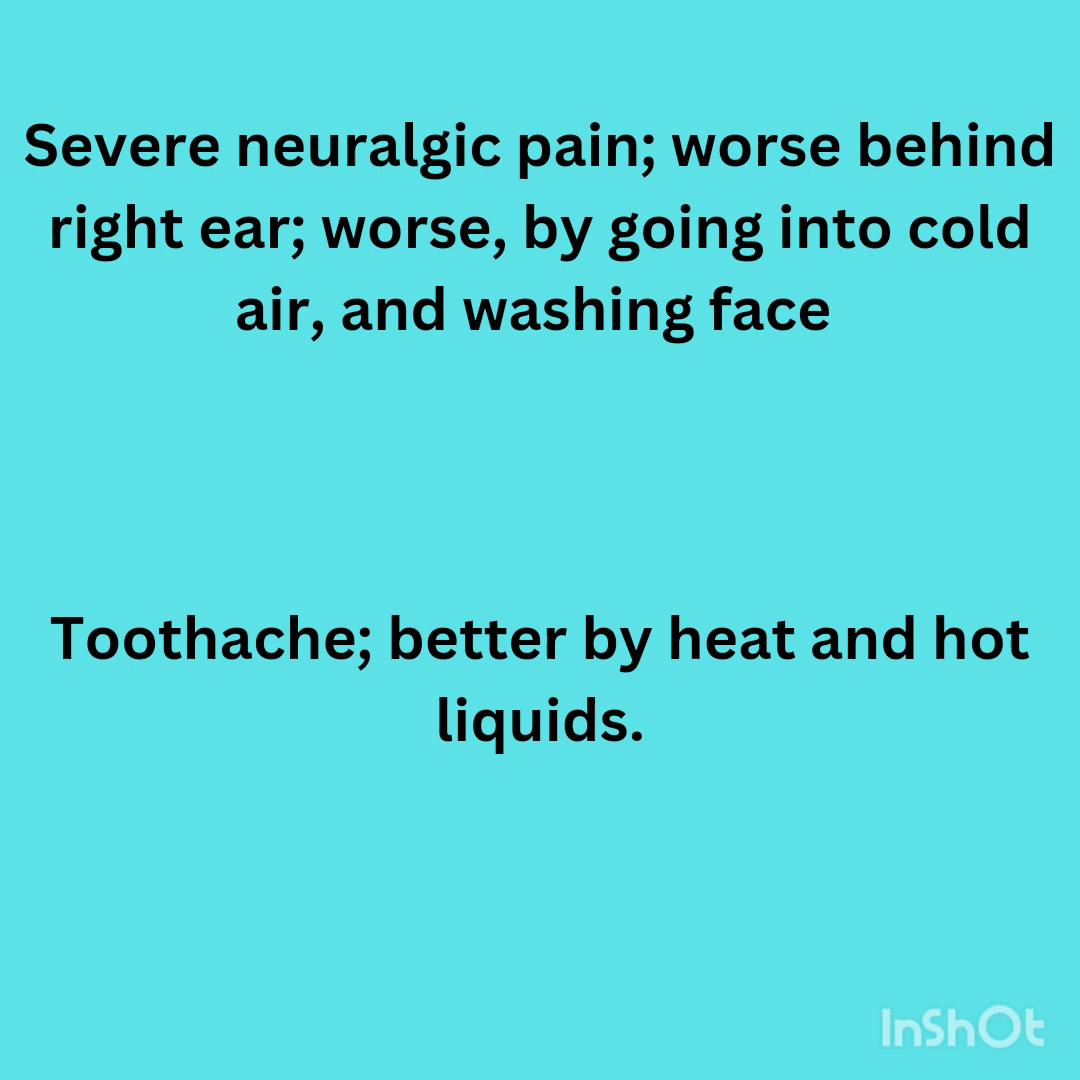 Severe neuralgic pain; worse behind
right ear; worse, by going into cold
air, and washing face
Toothache; better by heat and hot
liquids.
InShOt